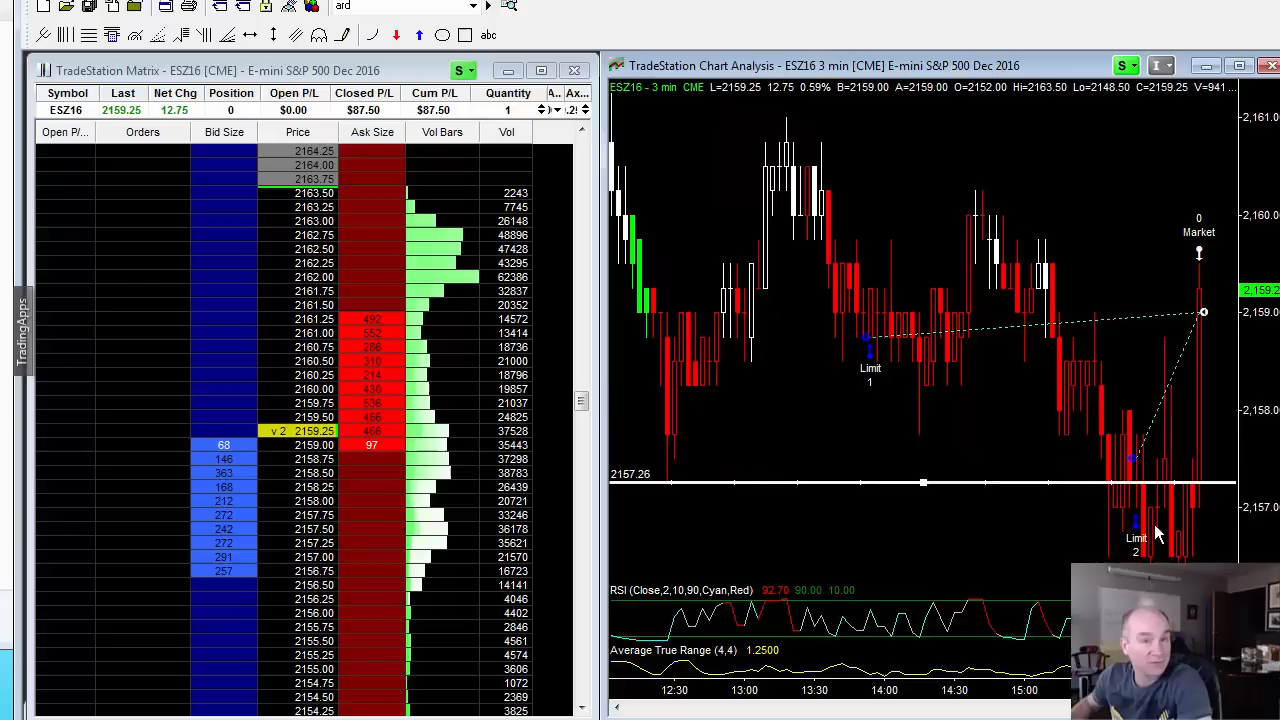 ard
abc
TradeStation Matrix - ESZ16 [CME] - E-mini S&P 500 Dec 2016
S
Symbol Last Net Chg Position Open P/L Closed P/L Cum P/L Quantity A... Ax...
ESZ16 2159.25 12.75 0 $0.00 $87.50 $87.50 1
Open P/... Orders Bid Size Price Ask Size Vol Bars Vol
2164.25
2164.00
2163.75
2163.50 2243
2163.25 7745
2163.00 26148
2162.75 48896
2162.50 47428
2162.25 43295
2162.00 62386
2161.75 32837
2161.50 20352
2161.25 492 14572
2161.00 552 13414
2160.75 286 18736
2160.50 310 21000
2160.25 214 18796
2160.00 430 19857
2159.75 536 21037
2159.50 456 24825
v 2 2159.25 466 37528
68 2159.00 97 35443
146 2158.75 37298
363 2158.50 38783
168 2158.25 26439
212 2158.00 20721
272 2157.75 33246
242 2157.50 36178
272 2157.25 35621
291 2157.00 21570
257 2156.75 16723
2156.50 14141
2156.25 4046
2156.00 4402
2155.75 2846
2155.50 4561
2155.25 4574
2155.00 3606
2154.75 1072
2154.50 2369
2154.25 3825
TradingApps
TradeStation Chart Analysis - ESZ16 3 min [CME] E-mini S&P 500 Dec 2016
S I
ESZ16 - 3 min CME L=2159.25 12.75 0.59% B=2159.00 A=2159.00 O=2152.00 Hi=2163.50 Lo=2148.50 C=2159.25 V=941 ...
2,161.0
2,160.0
0
Market
2,159.2
2,159.0
Limit
1
2,158.0
2157.26
2,157.0
Limit
2
RSI (Close,2,10,90,Cyan,Red) 92.70 90.00 10.00
Average True Range (4,4) 1.2500
12:30 13:00 13:30 14:00 14:30 15:00